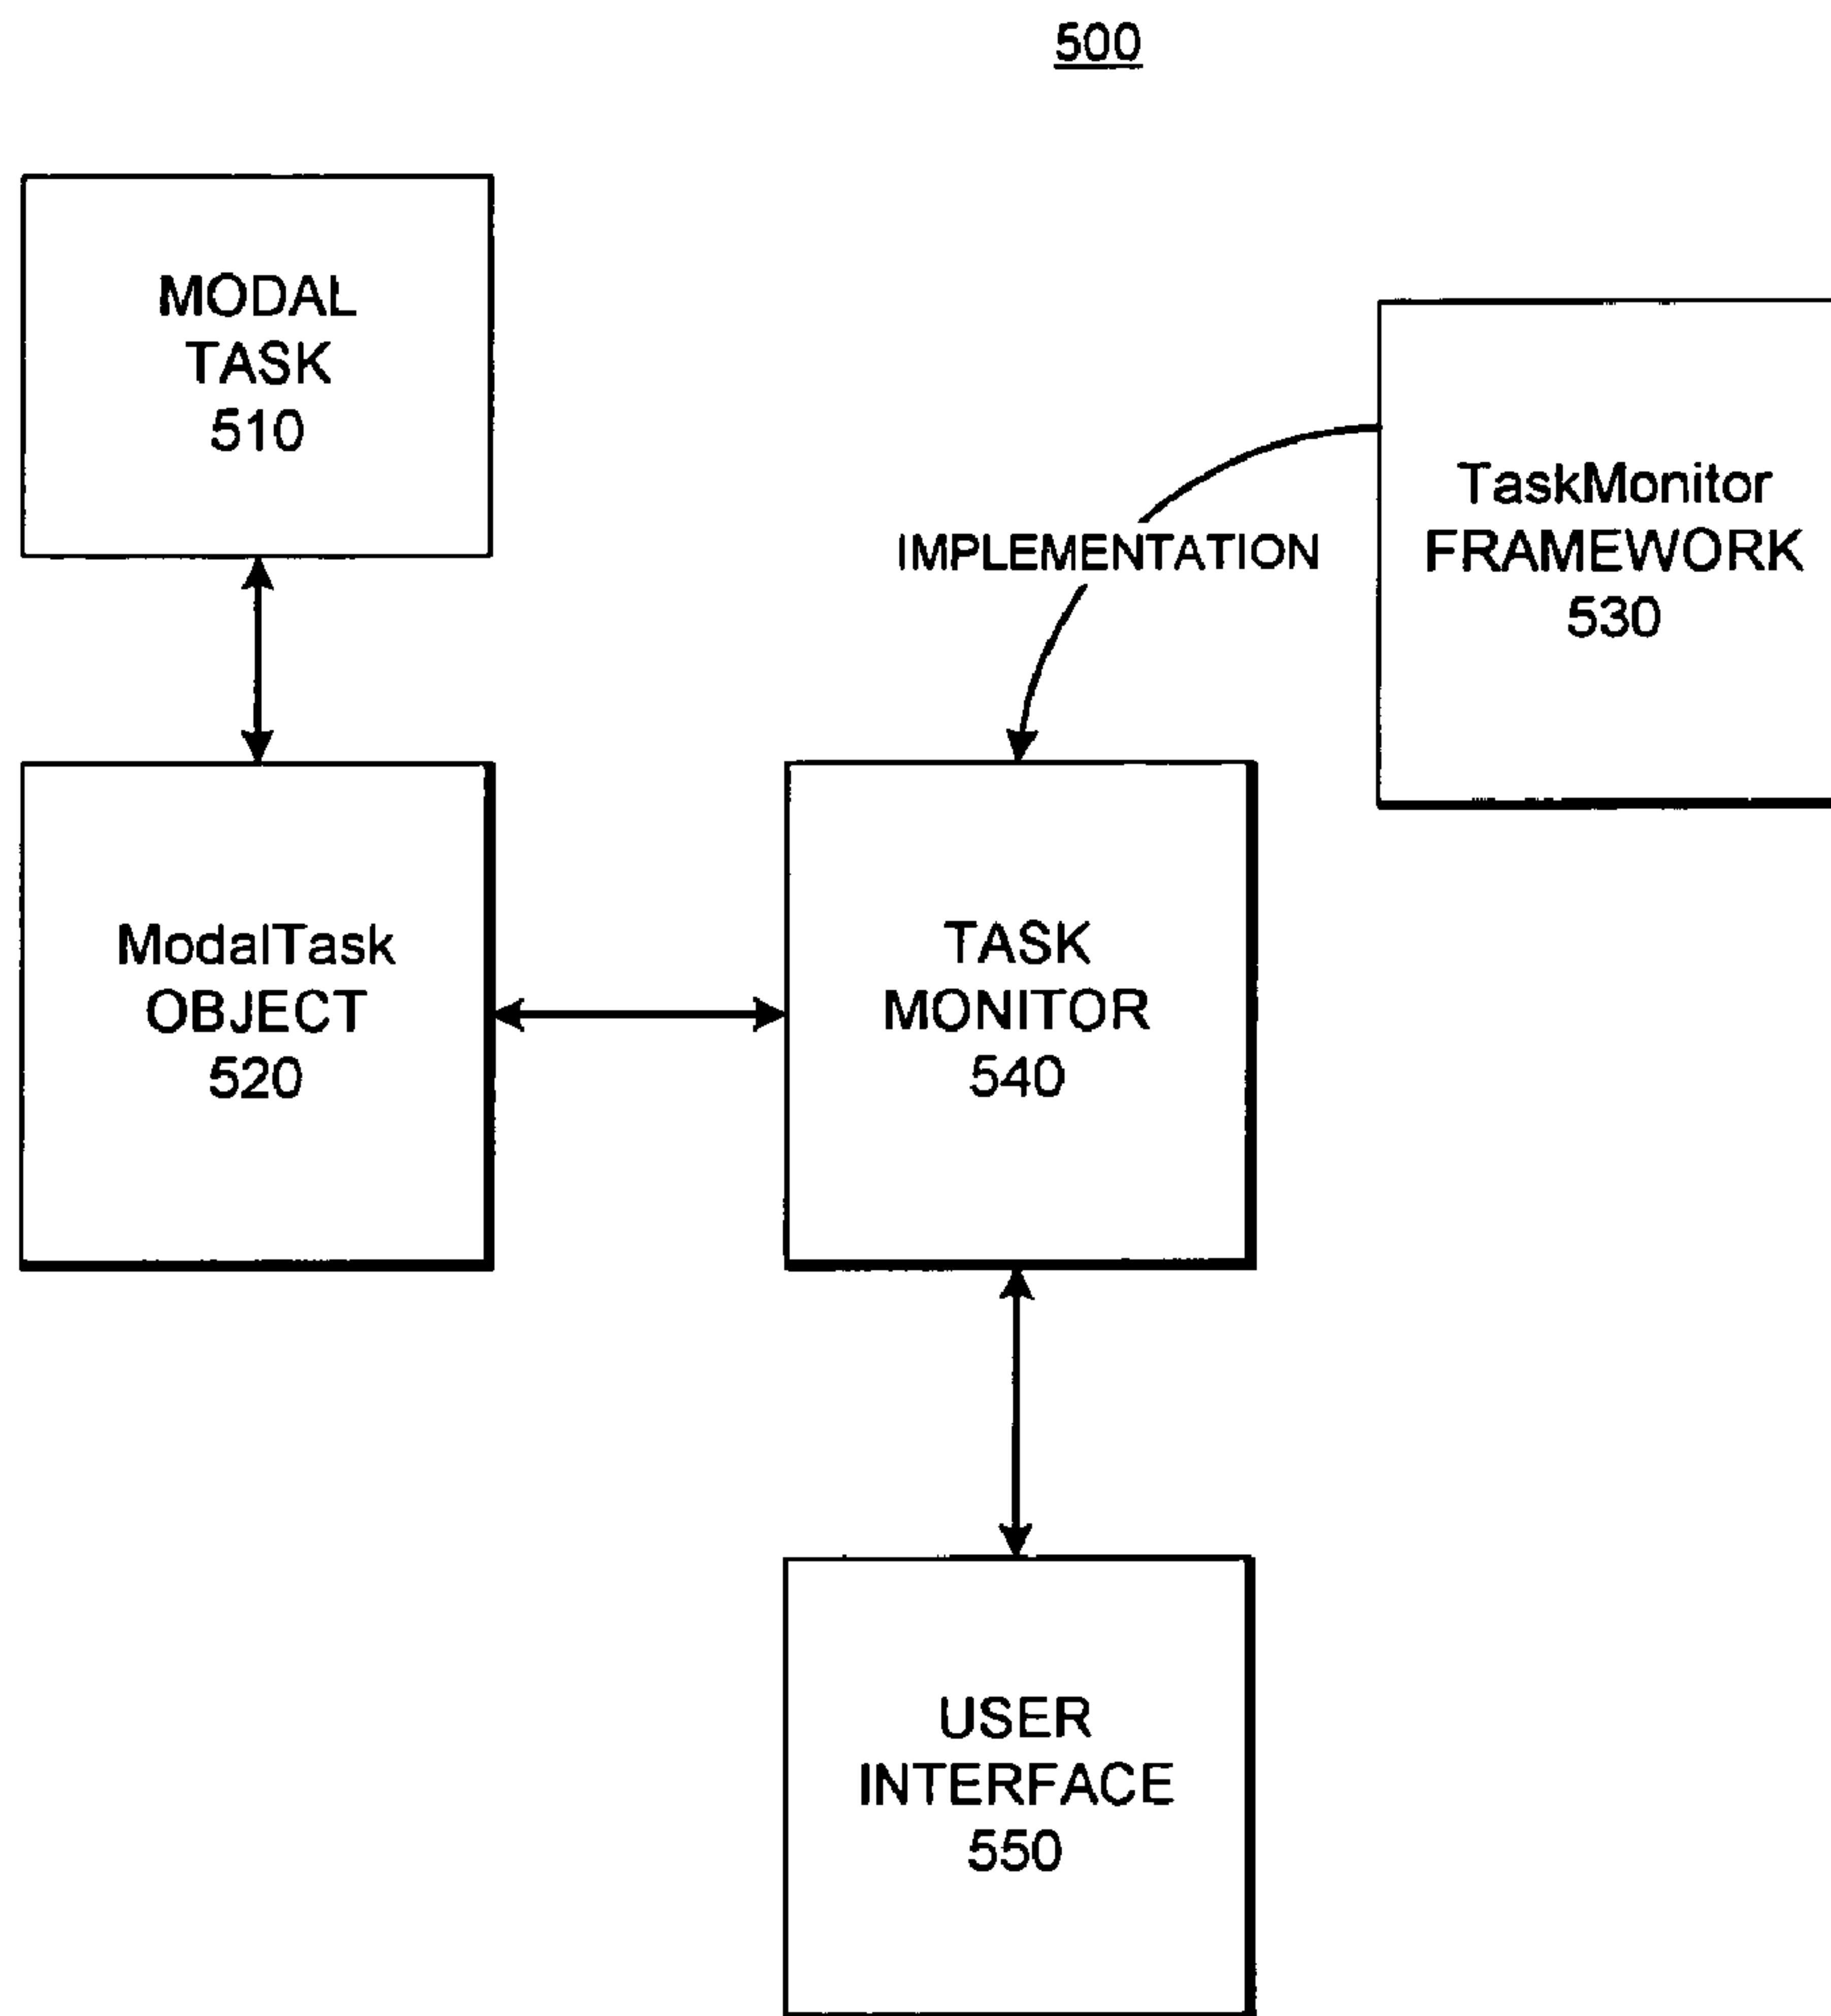 500
MODAL
TASK
510
TaskMonitor
FRAMEWORK
530
IMPLEMENTATION
ModalTask
OBJECT
520
TASK
MONITOR
540
USER
INTERFACE
550